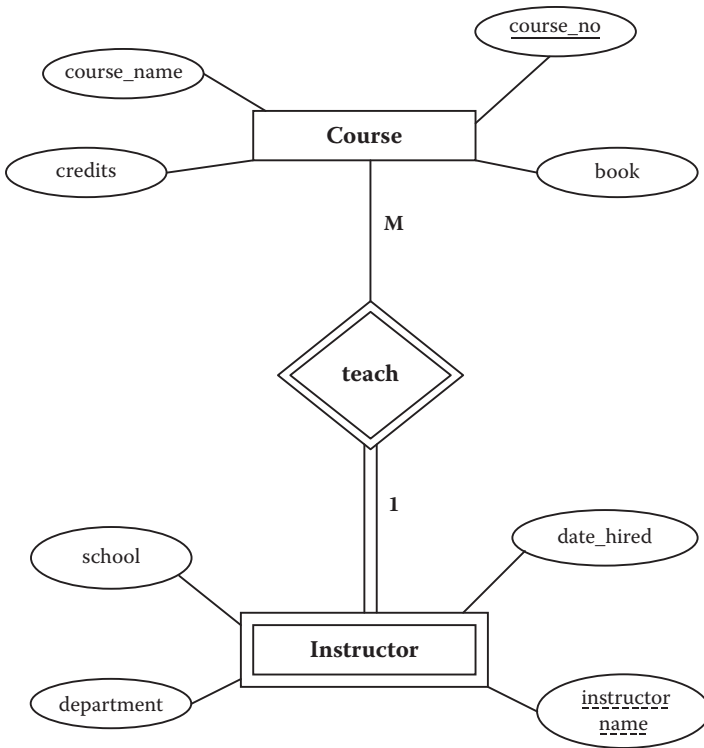 course_no
course_name
Course
credits
book
M
teach
1
school
date_hired
Instructor
department
instructor
name